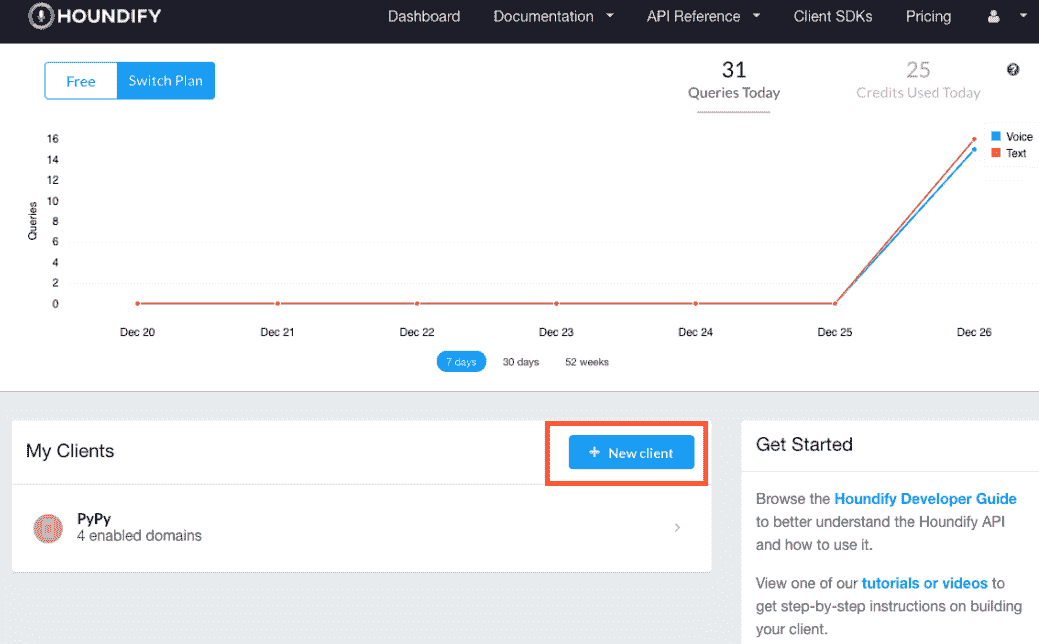 HOUNDIFY
Dashboard Documentation API Reference Client SDKs Pricing
Free Switch Plan
31
Queries Today
25
Credits Used Today
Voice
Text
Queries
16
14
12
10
8
6
4
2
0
Dec 20 Dec 21 Dec 22 Dec 23 Dec 24 Dec 25 Dec 26
7 days 30 days 52 weeks
My Clients
+ New client
PyPy
4 enabled domains
Get Started
Browse the Houndify Developer Guide
to better understand the Houndify API
and how to use it.
View one of our tutorials or videos to
get step-by-step instructions on building
your client.